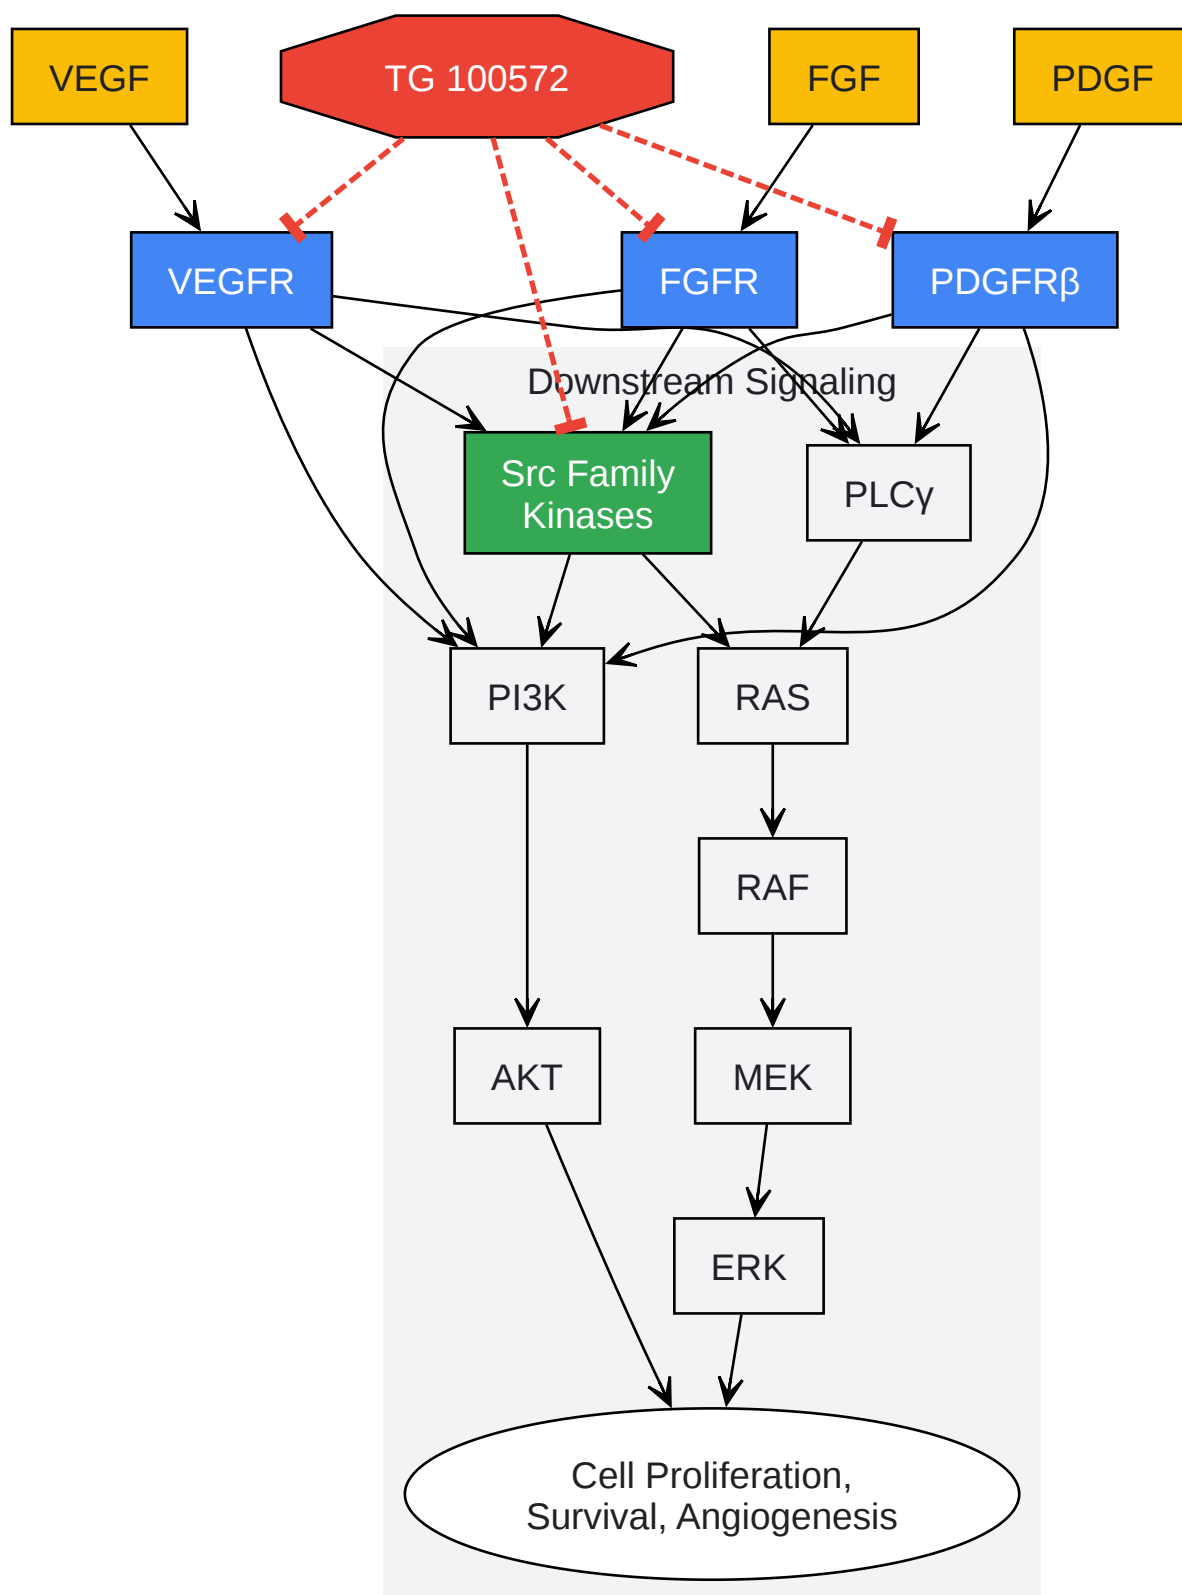 VEGF
TG 100572
FGF
PDGF
VEGFR
FGFR
PDGFRβ
Downstream Signaling
Src Family
Kinases
PLCγ
PI3K
RAS
RAF
AKT
MEK
ERK
Cell Proliferation,
Survival, Angiogenesis